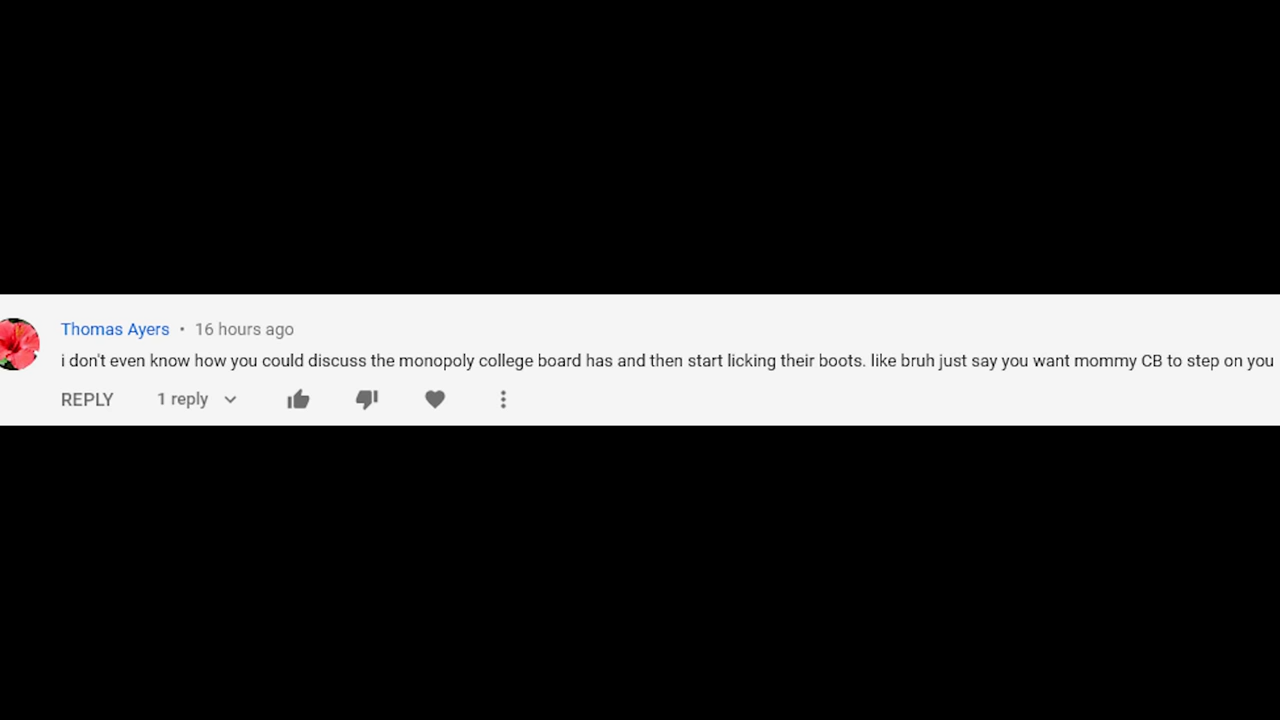 Thomas Ayers • 16 hours ago
i don't even know how you could discuss the monopoly college board has and then start licking their boots. like bruh just say you want mommy CB to step on you
REPLY 1 reply